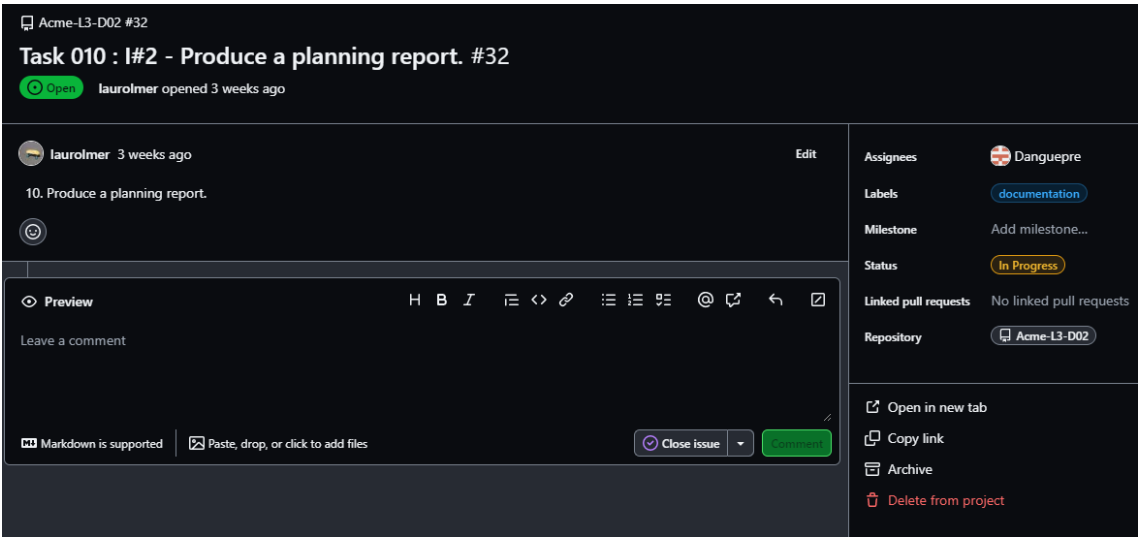 Acme-L3-D02 #32
Task 010 : I#2 - Produce a planning report. #32
Open laurolmer opened 3 weeks ago
laurolmer 3 weeks ago Edit
10. Produce a planning report.
Preview H B I
Leave a comment
Markdown is supported Paste, drop, or click to add files Close issue Comment
Assignees Danguepre
Labels documentation
Milestone Add milestone...
Status In Progress
Linked pull requests No linked pull requests
Repository Acme-L3-D02
Open in new tab
Copy link
Archive
Delete from project